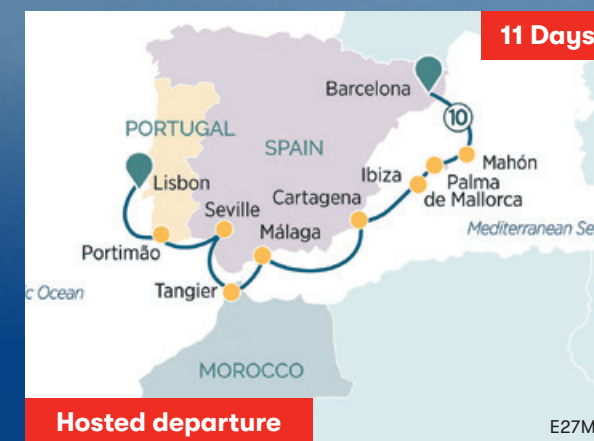 11 Days
Barcelona
10
PORTUGAL
SPAIN
Mahón
Ibiza
Palma
de Mallorca
Lisbon
Cartagena
Seville
Málaga
Mediterranean Se
Portimão
c Ocean
Tangier
MOROCCO
Hosted departure
E27M